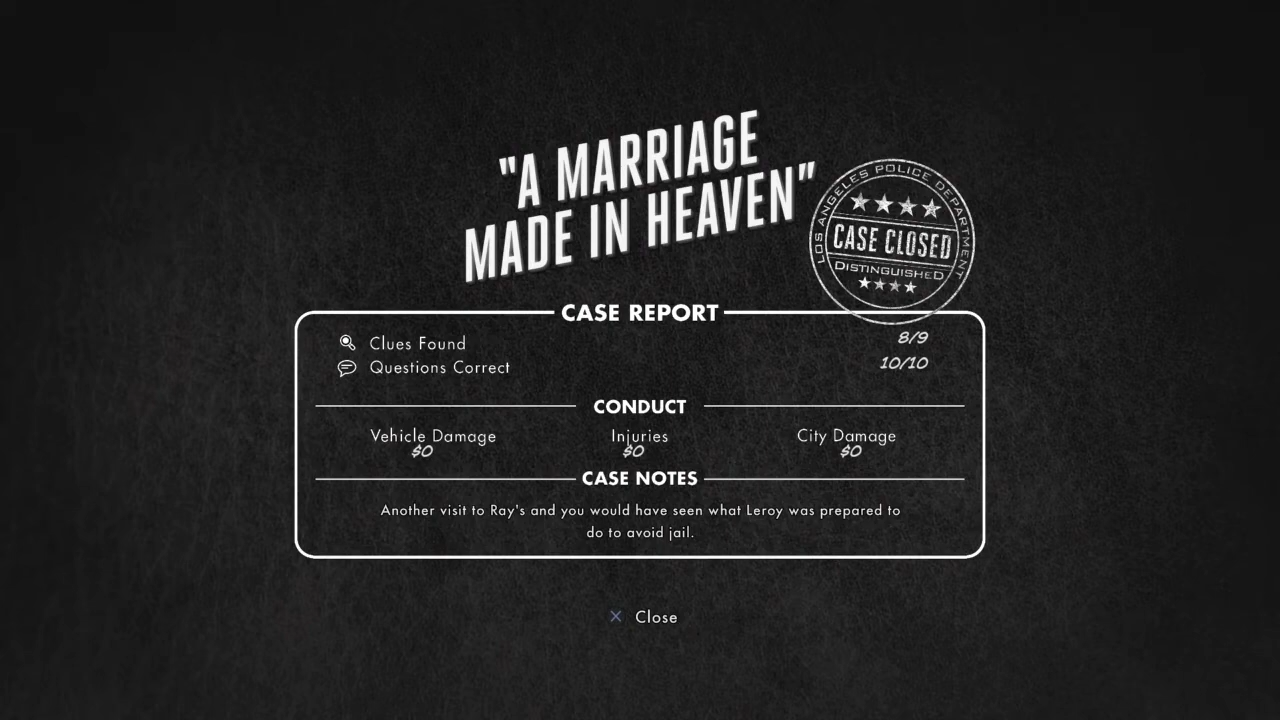 "A MARRIAGE
MADE IN HEAVEN"
LOS ANGELES POLICE DEPARTMENT
CASE CLOSED
DISTINGUISHED
CASE REPORT
Clues Found 8/9
Questions Correct 10/10
CONDUCT
Vehicle Damage Injuries City Damage
$0 $0 $0
CASE NOTES
Another visit to Ray's and you would have seen what Leroy was prepared to
do to avoid jail.
Close